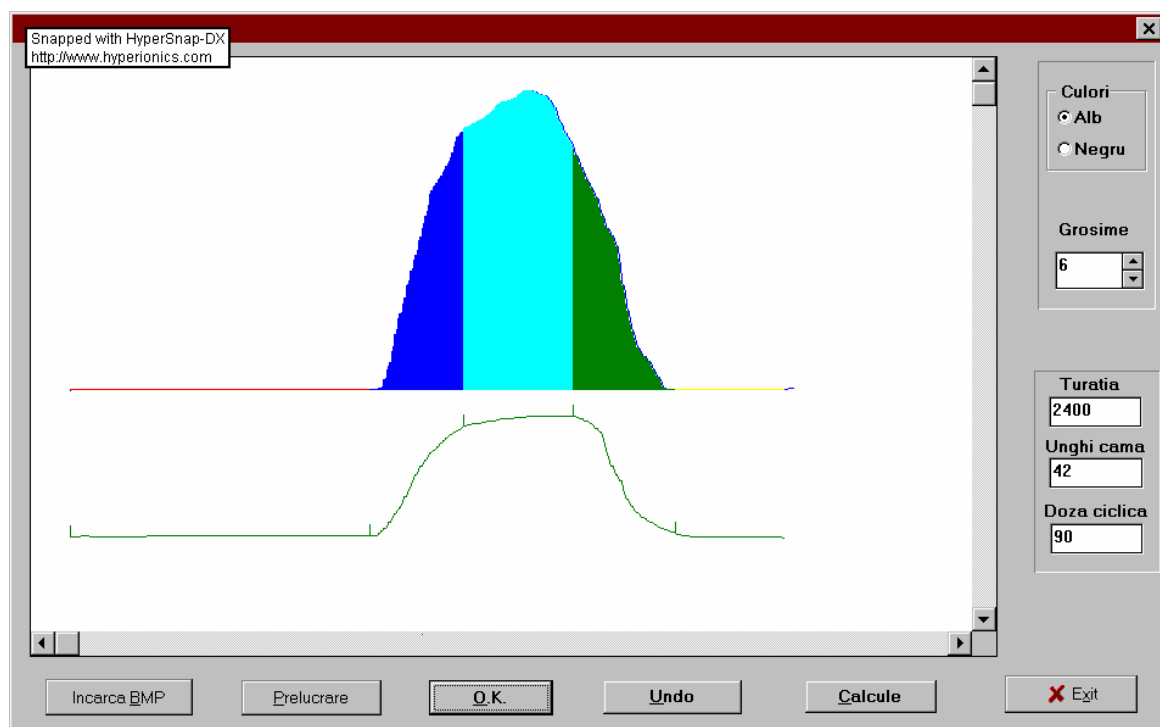 Snapped with HyperSnap-DX
http://www.hyperionics.com
Culori
Alb
Negru
Grosime
6
Turatia
2400
Unghi cama
42
Doza ciclica
90
Incarca BMP
Prelucrare
O.K.
Undo
Calcule
Exit